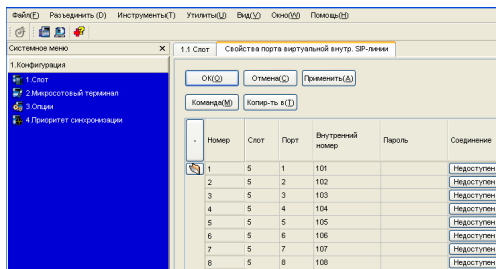 Файл(F) Разъединить (D) Инструменты(T) Утилиты(U) Вид(V) Окно(W) Помощь(H)
Системное меню ×
1.1 Слот Свойства порта виртуальной внутр. SIP-линии
1.Конфигурация
1.Слот
2.Микросотовый терминал
3.Опции
4.Приоритет синхронизации
OK(O) Отмена(C) Применить(A)
Команда(M) Копир-ть в(T)
- Номер Слот Порт Внутренний номер Пароль Соединение
1 5 1 101 Недоступен
2 5 2 102 Недоступен
3 5 3 103 Недоступен
4 5 4 104 Недоступен
5 5 5 105 Недоступен
6 5 6 106 Недоступен
7 5 7 107 Недоступен
8 5 8 108 Недоступен